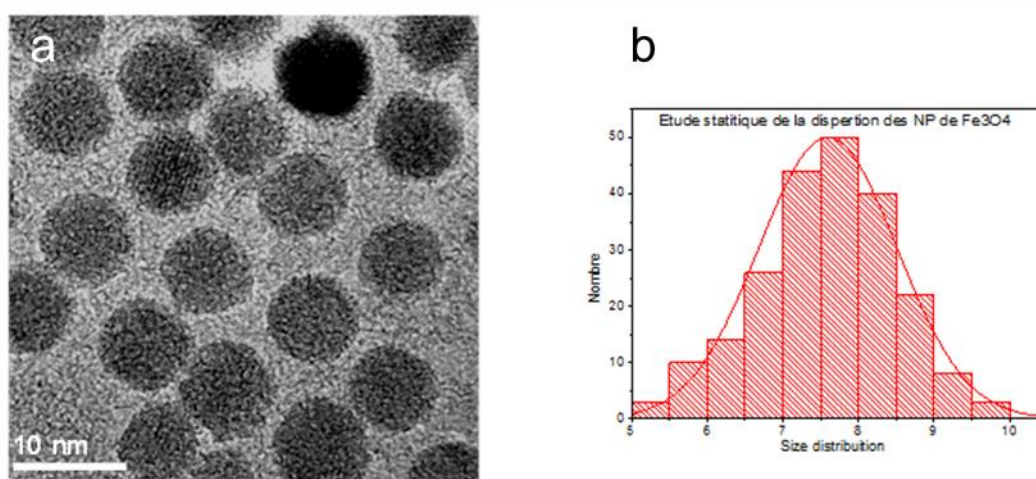 a
10 nm
b
Etude statitique de la dispertion des NP de Fe3O4
Nombre
50
40
30
20
10
0
5 6 7 8 9 10
Size distribution